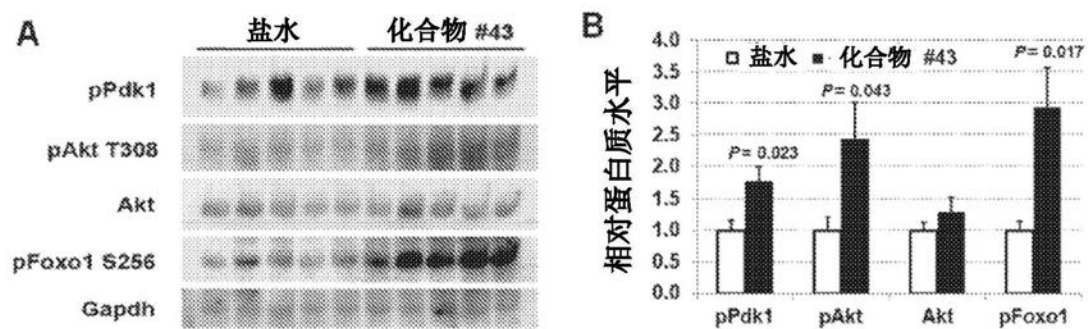 A
盐水 化合物 #43
pPdk1
pAkt T308
Akt
pFoxo1 S256
Gapdh
B
相对蛋白质水平
4.0
3.5
3.0
2.5
2.0
1.5
1.0
0.5
0.0
盐水 化合物 #43
P = 0.023
P = 0.043
P = 0.017
pPdk1 pAkt Akt pFoxo1